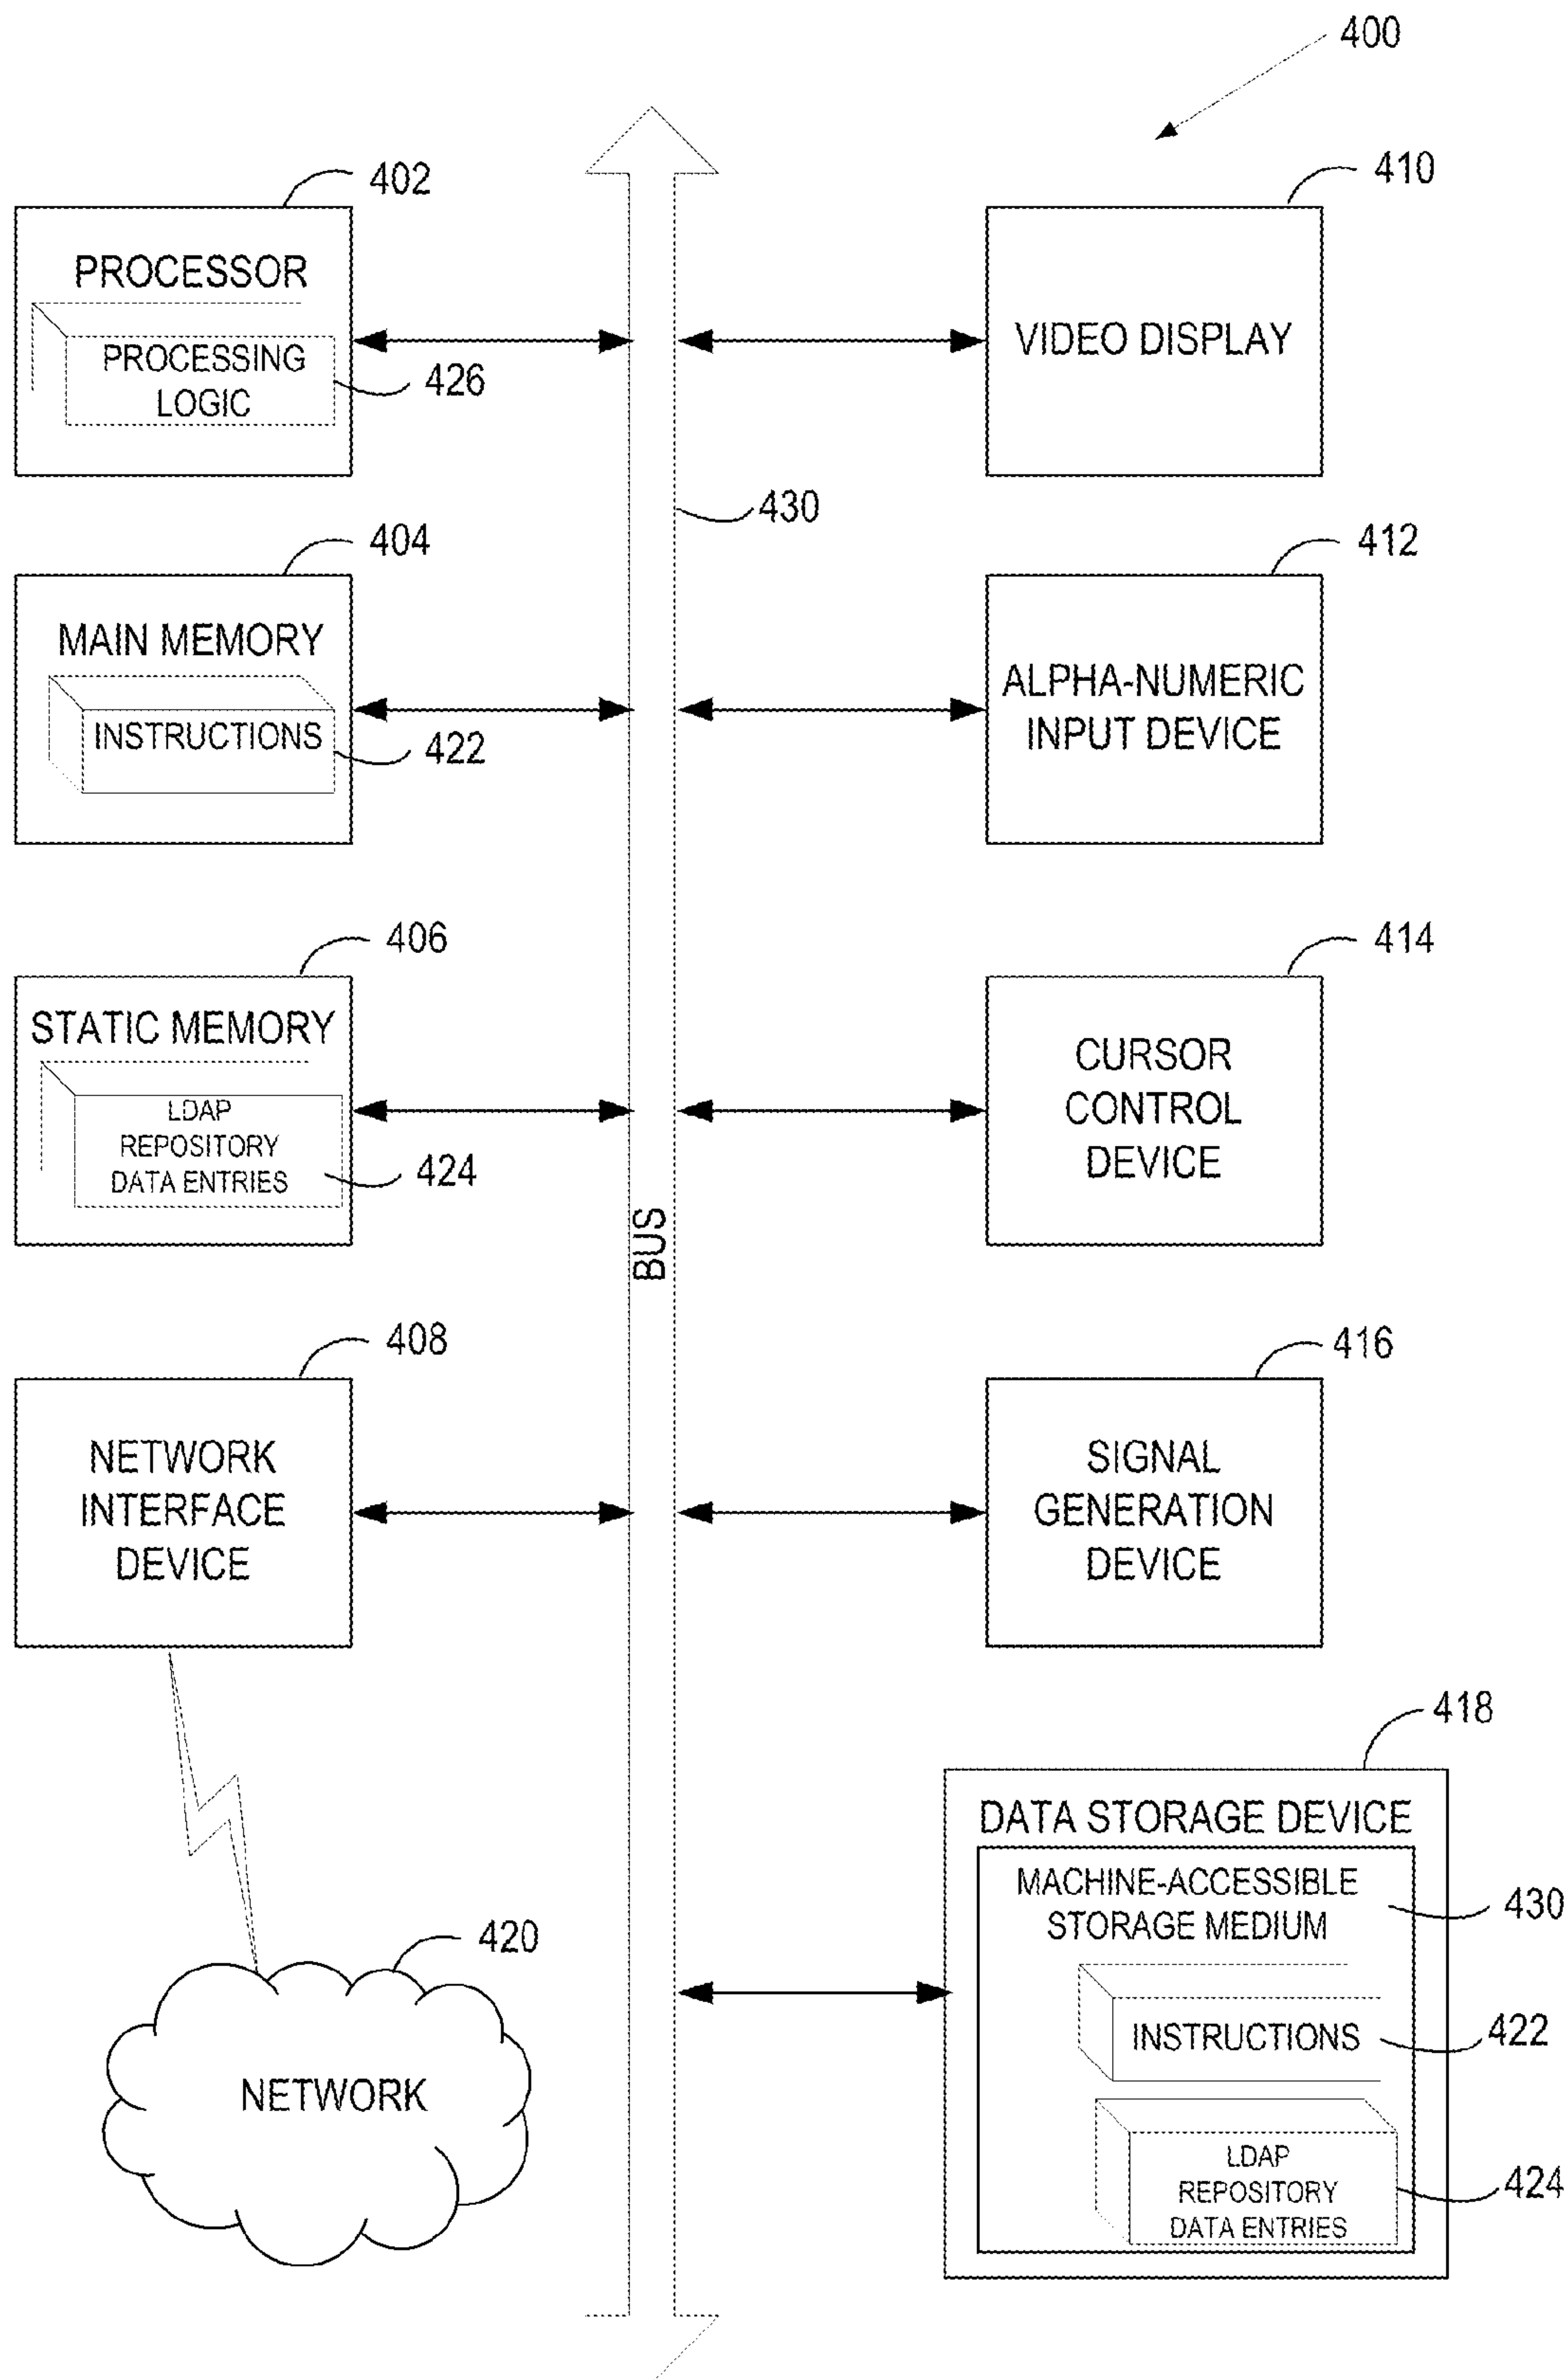 400
402
PROCESSOR
PROCESSING
LOGIC
426
410
VIDEO DISPLAY
430
404
MAIN MEMORY
INSTRUCTIONS
422
412
ALPHA-NUMERIC
INPUT DEVICE
406
STATIC MEMORY
LDAP
REPOSITORY
DATA ENTRIES
424
414
CURSOR
CONTROL
DEVICE
BUS
408
NETWORK
INTERFACE
DEVICE
416
SIGNAL
GENERATION
DEVICE
418
DATA STORAGE DEVICE
MACHINE-ACCESSIBLE
STORAGE MEDIUM
430
INSTRUCTIONS
422
LDAP
REPOSITORY
DATA ENTRIES
424
420
NETWORK